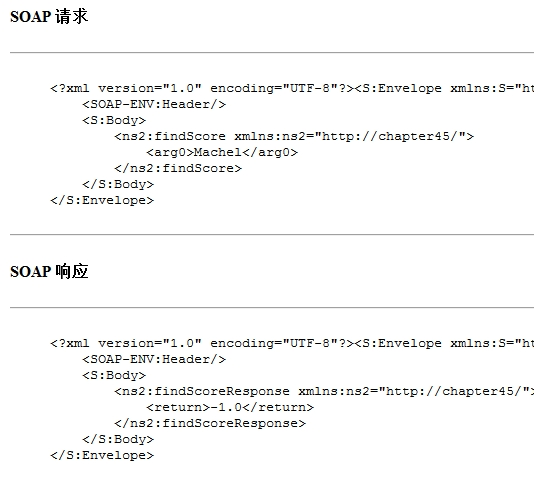 SOAP 请求
<?xml version="1.0" encoding="UTF-8"?><S:Envelope xmlns:S="ht
<SOAP-ENV:Header/>
<S:Body>
<ns2:findScore xmlns:ns2="http://chapter45/">
<arg0>Machel</arg0>
</ns2:findScore>
</S:Body>
</S:Envelope>
SOAP 响应
<?xml version="1.0" encoding="UTF-8"?><S:Envelope xmlns:S="ht
<SOAP-ENV:Header/>
<S:Body>
<ns2:findScoreResponse xmlns:ns2="http://chapter45/">
<return>-1.0</return>
</ns2:findScoreResponse>
</S:Body>
</S:Envelope>